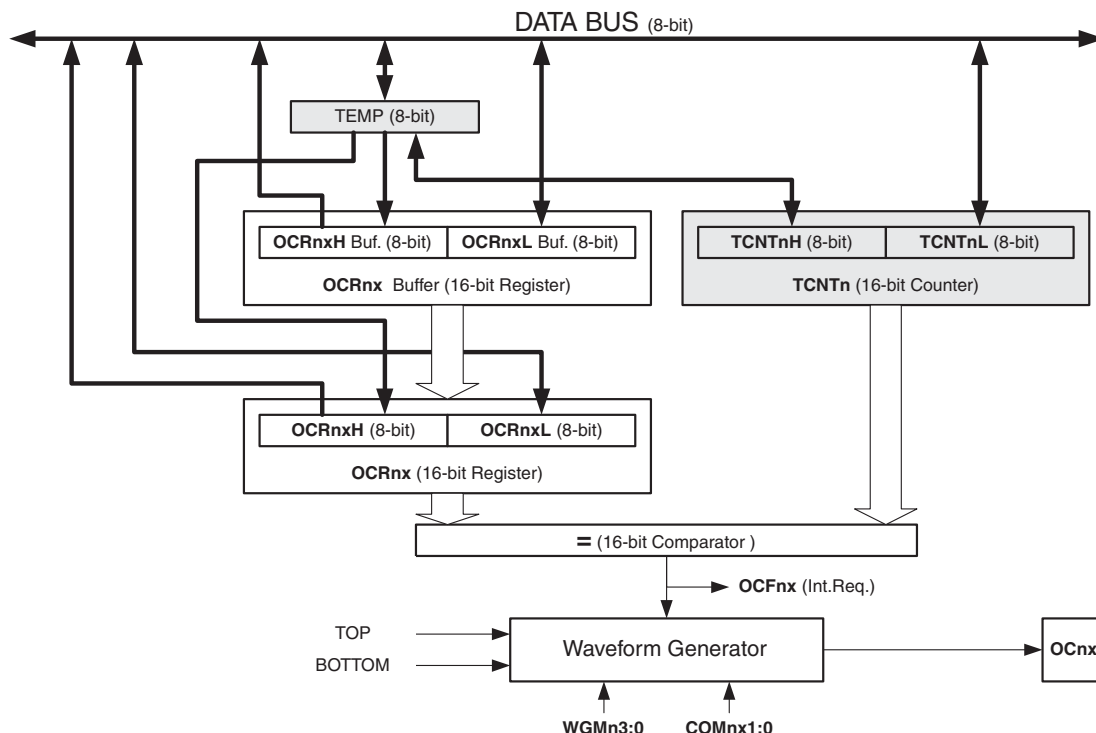 DATA BUS (8-bit)
TEMP (8-bit)
OCRnxH Buf. (8-bit) OCRnxL Buf. (8-bit)
OCRnx Buffer (16-bit Register)
TCNTnH (8-bit) TCNTnL (8-bit)
TCNTn (16-bit Counter)
OCRnxH (8-bit) OCRnxL (8-bit)
OCRnx (16-bit Register)
= (16-bit Comparator )
OCFnx (Int.Req.)
TOP
BOTTOM
Waveform Generator
OCnx
WGMn3:0 COMnx1:0